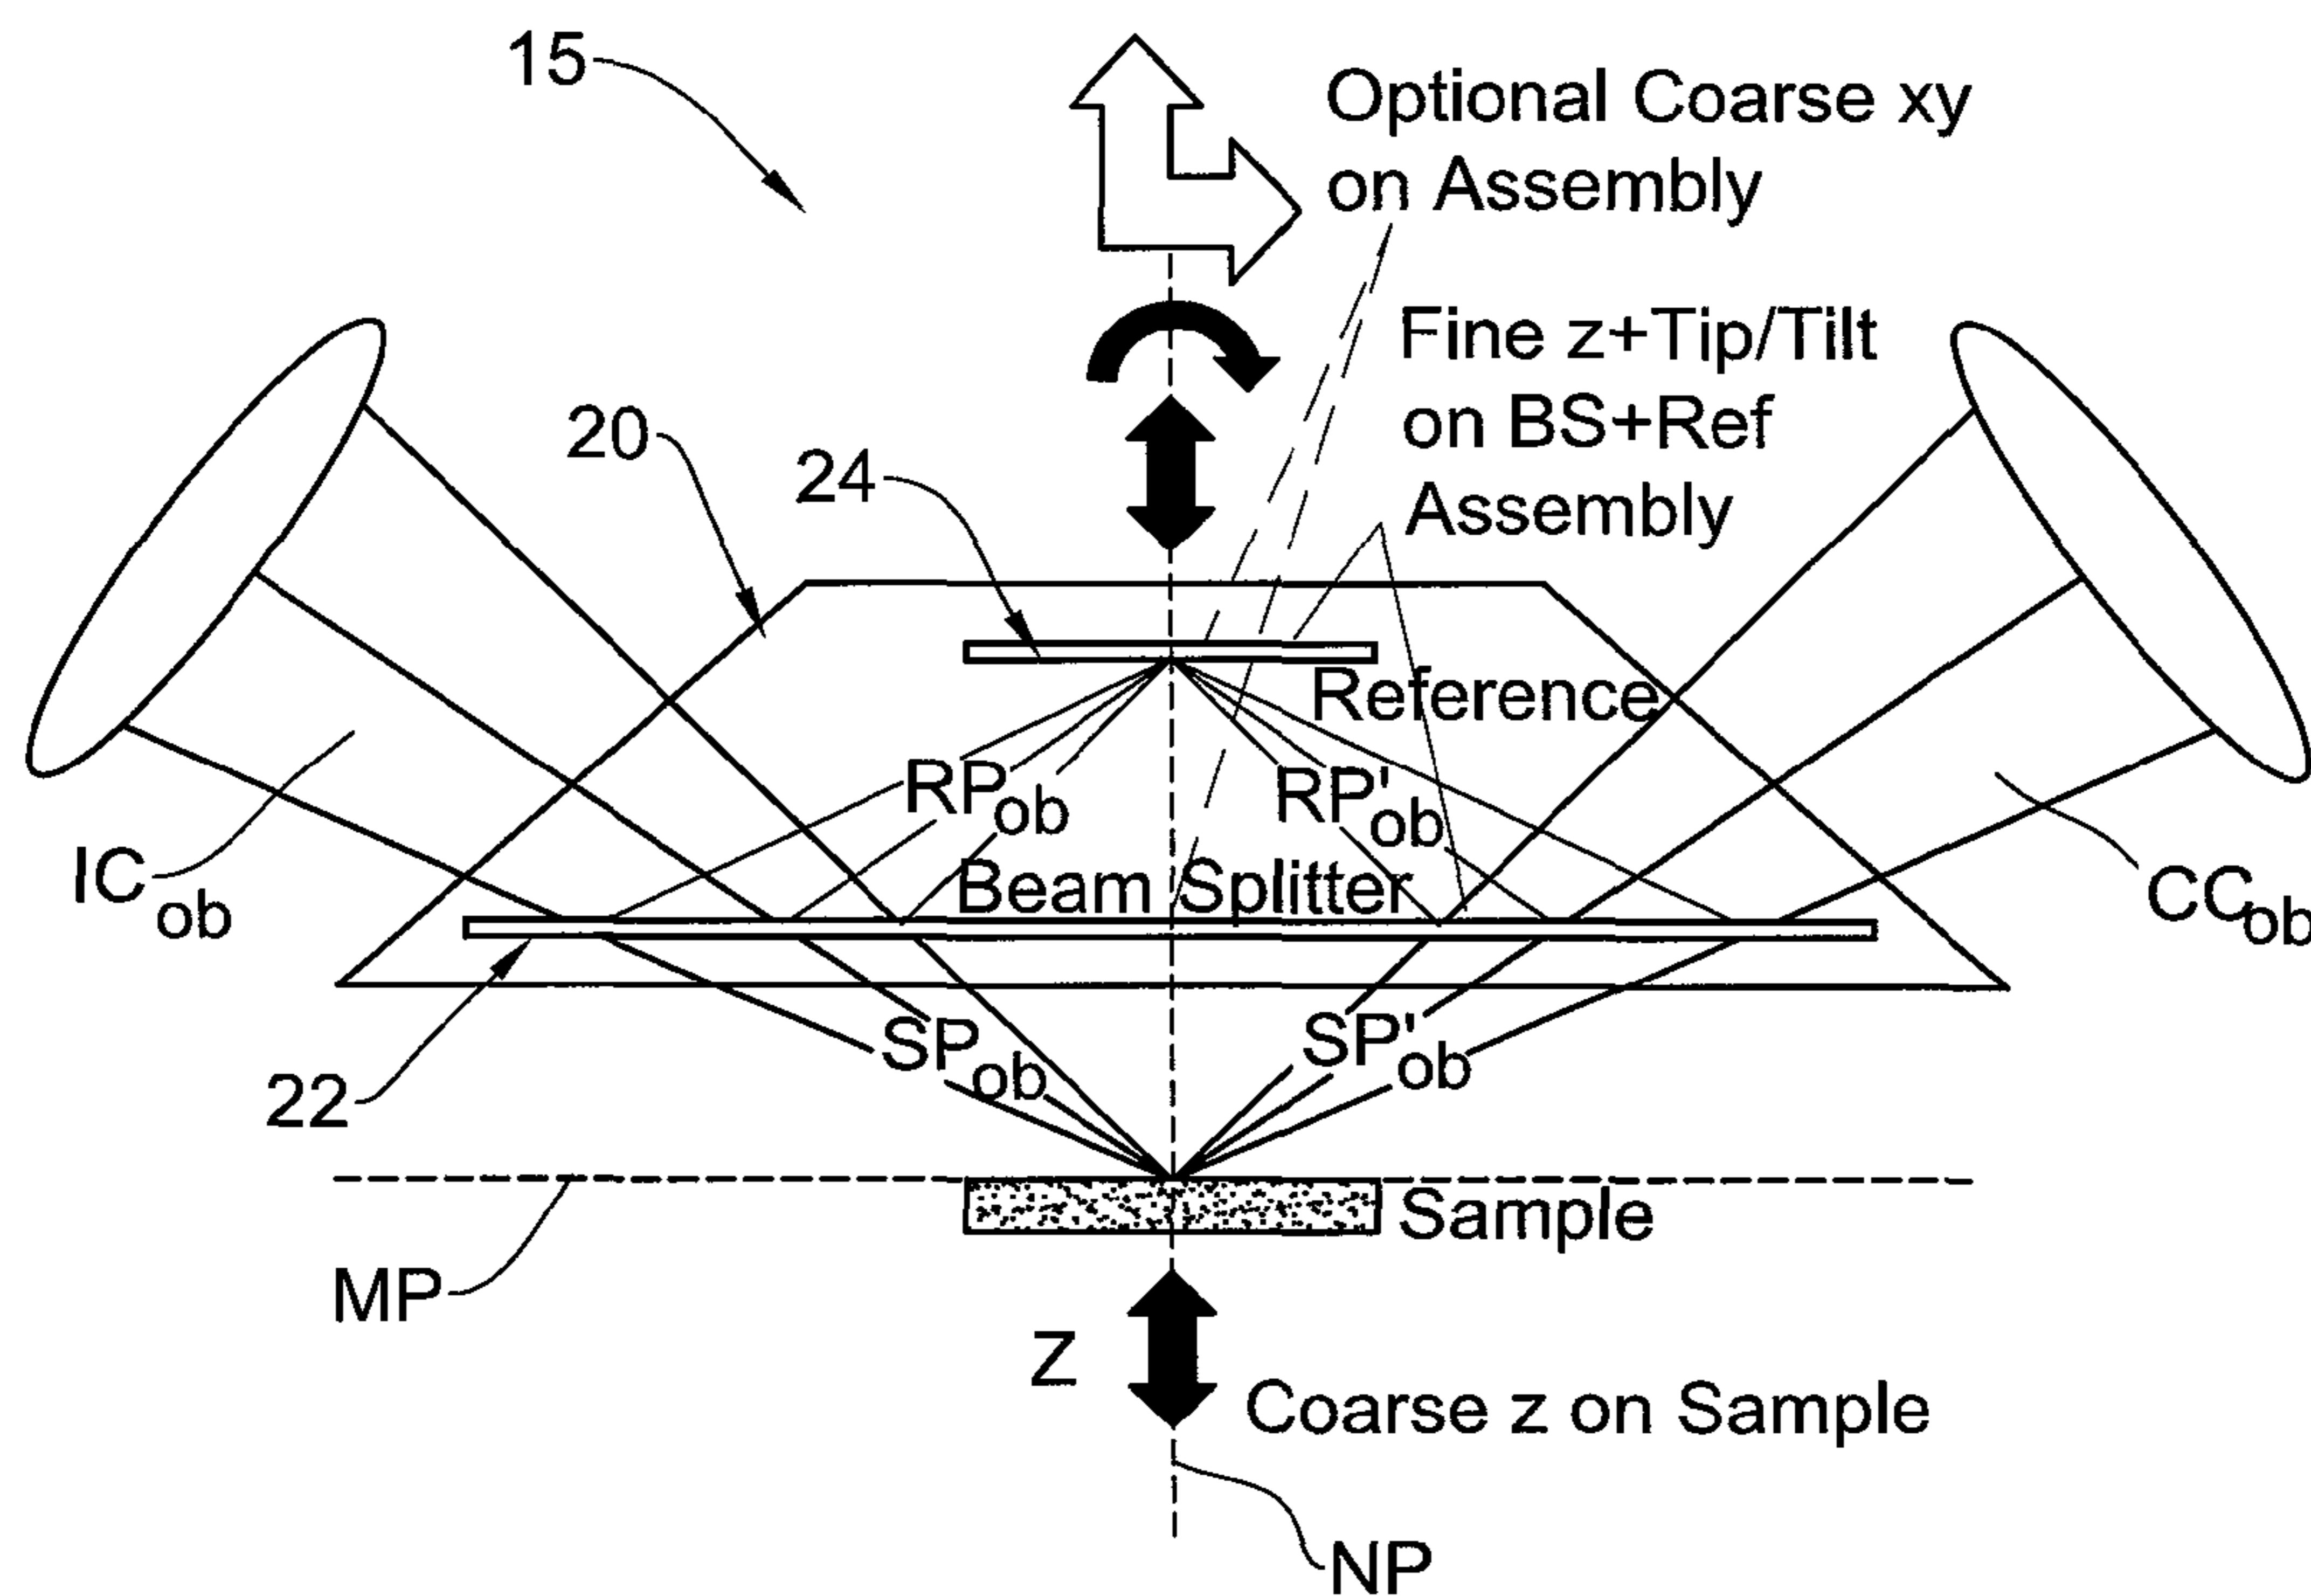 15
Optional Coarse xy
on Assembly
Fine z+Tip/Tilt
on BS+Ref
Assembly
20
24
Reference
RPob
RP'ob
ICob
Beam Splitter
CCob
SPob
SP'ob
22
Sample
MP
Z
Coarse z on Sample
NP